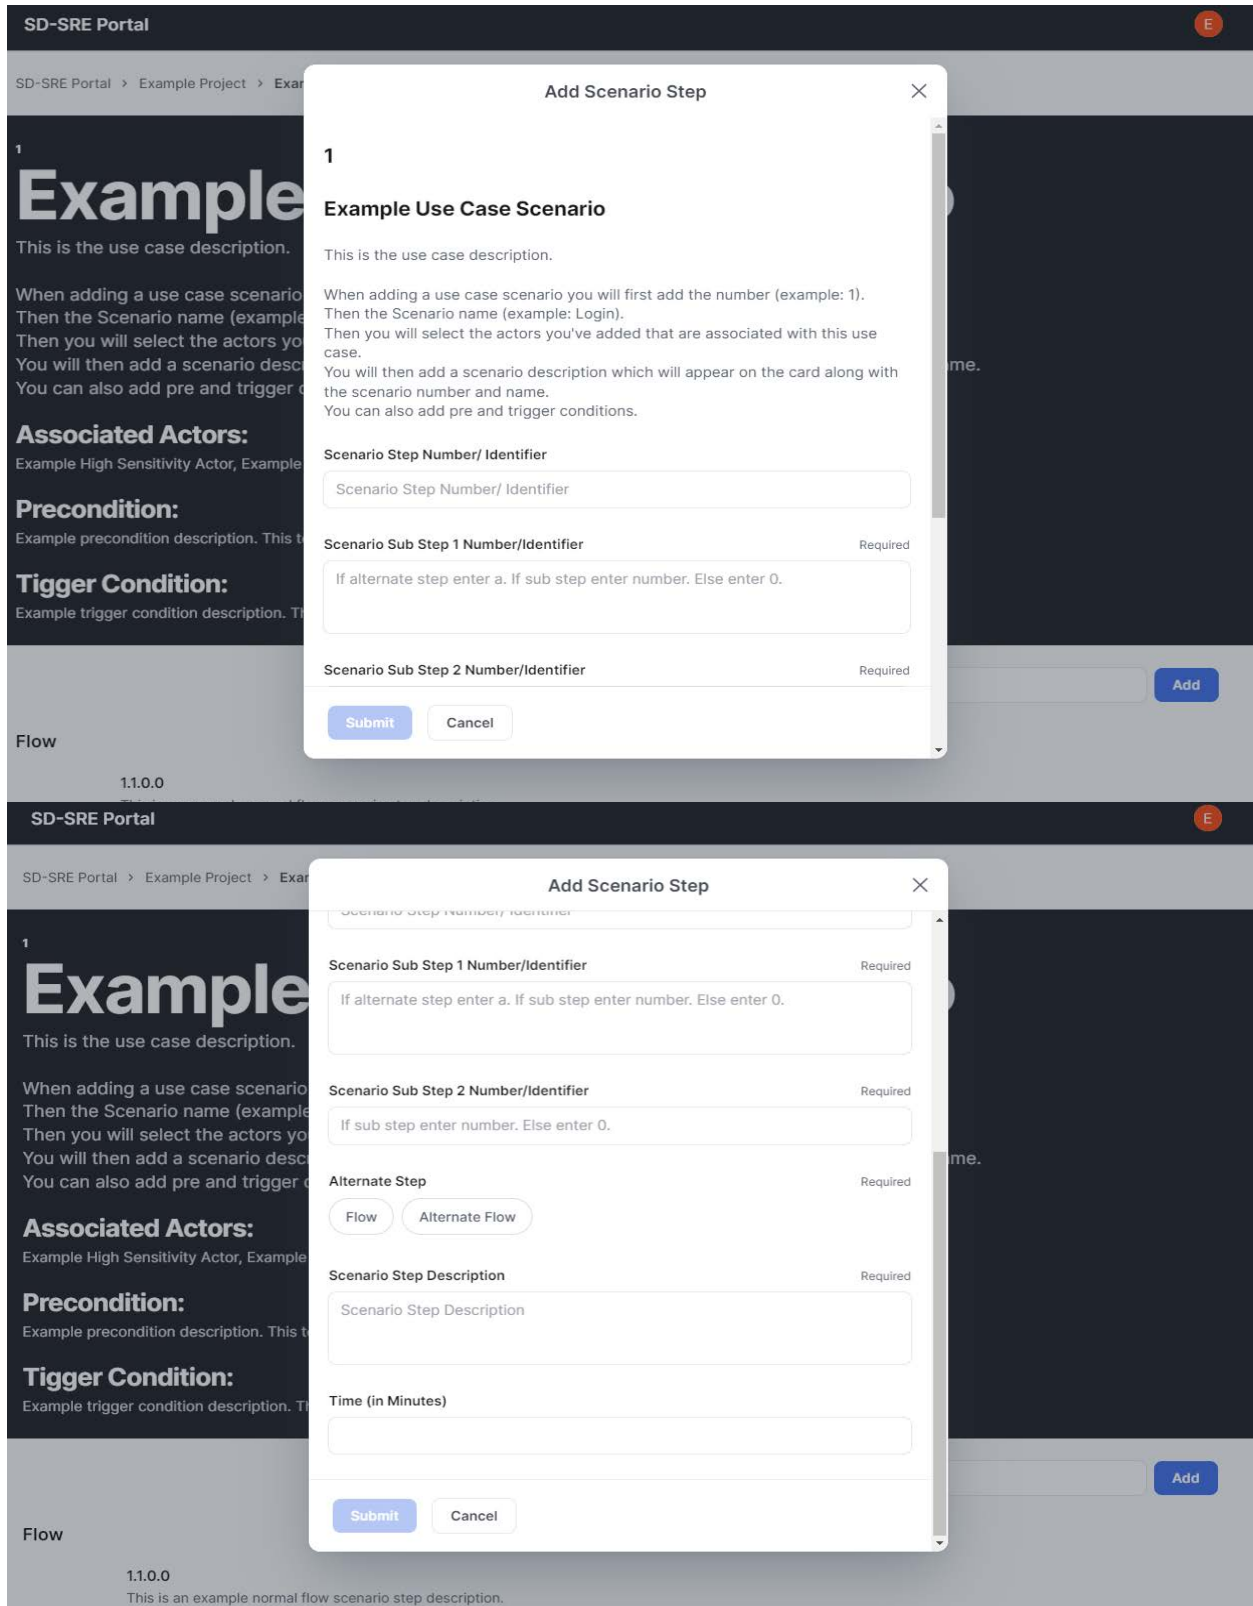 SD-SRE Portal
E
SD-SRE Portal > Example Project > Exar
Add Scenario Step
1
Example
This is the use case description.
When adding a use case scenario
Then the Scenario name (example
Then you will select the actors yo
You will then add a scenario desc
me.
You can also add pre and trigger
Associated Actors:
Example High Sensitivity Actor, Example
Precondition:
Example precondition description. This t
Tigger Condition:
Example trigger condition description. Th
1
Example Use Case Scenario
This is the use case description.
When adding a use case scenario you will first add the number (example: 1).
Then the Scenario name (example: Login).
Then you will select the actors you've added that are associated with this use
case.
You will then add a scenario description which will appear on the card along with
the scenario number and name.
You can also add pre and trigger conditions.
Scenario Step Number/ Identifier
Scenario Step Number/ Identifier
Scenario Sub Step 1 Number/Identifier Required
If alternate step enter a. If sub step enter number. Else enter 0.
Scenario Sub Step 2 Number/Identifier Required
Submit Cancel
Add
Flow
1.1.0.0
SD-SRE Portal
E
SD-SRE Portal > Example Project > Exar
Add Scenario Step
1
Example
This is the use case description.
When adding a use case scenario
Then the Scenario name (example
Then you will select the actors yo
You will then add a scenario desc
me.
You can also add pre and trigger
Associated Actors:
Example High Sensitivity Actor, Example
Precondition:
Example precondition description. This t
Tigger Condition:
Example trigger condition description. Th
Scenario Step Number/ Identifier
Scenario Sub Step 1 Number/Identifier Required
If alternate step enter a. If sub step enter number. Else enter 0.
Scenario Sub Step 2 Number/Identifier Required
If sub step enter number. Else enter 0.
Alternate Step Required
Flow Alternate Flow
Scenario Step Description Required
Scenario Step Description
Time (in Minutes)
Submit Cancel
Add
Flow
1.1.0.0
This is an example normal flow scenario step description.